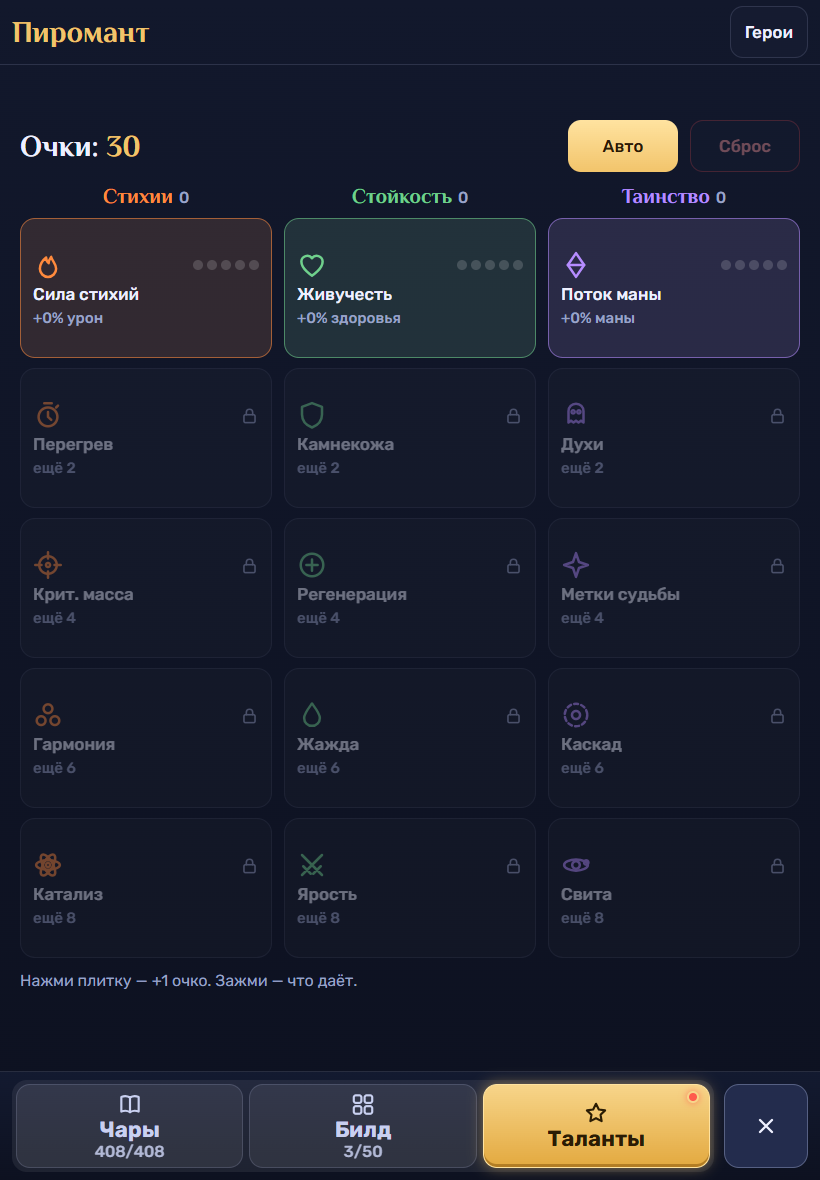 Пиромант
Герои
Очки: 30
Авто
Сброс
Стихии 0
Стойкость 0
Таинство 0
Сила стихий
+0% урон
Живучесть
+0% здоровья
Поток маны
+0% маны
Перегрев
ещё 2
Камнекожа
ещё 2
Духи
ещё 2
Крит. масса
ещё 4
Регенерация
ещё 4
Метки судьбы
ещё 4
Гармония
ещё 6
Жажда
ещё 6
Каскад
ещё 6
Катализ
ещё 8
Ярость
ещё 8
Свита
ещё 8
Нажми плитку — +1 очко. Зажми — что даёт.
Чары
408/408
Билд
3/50
Таланты